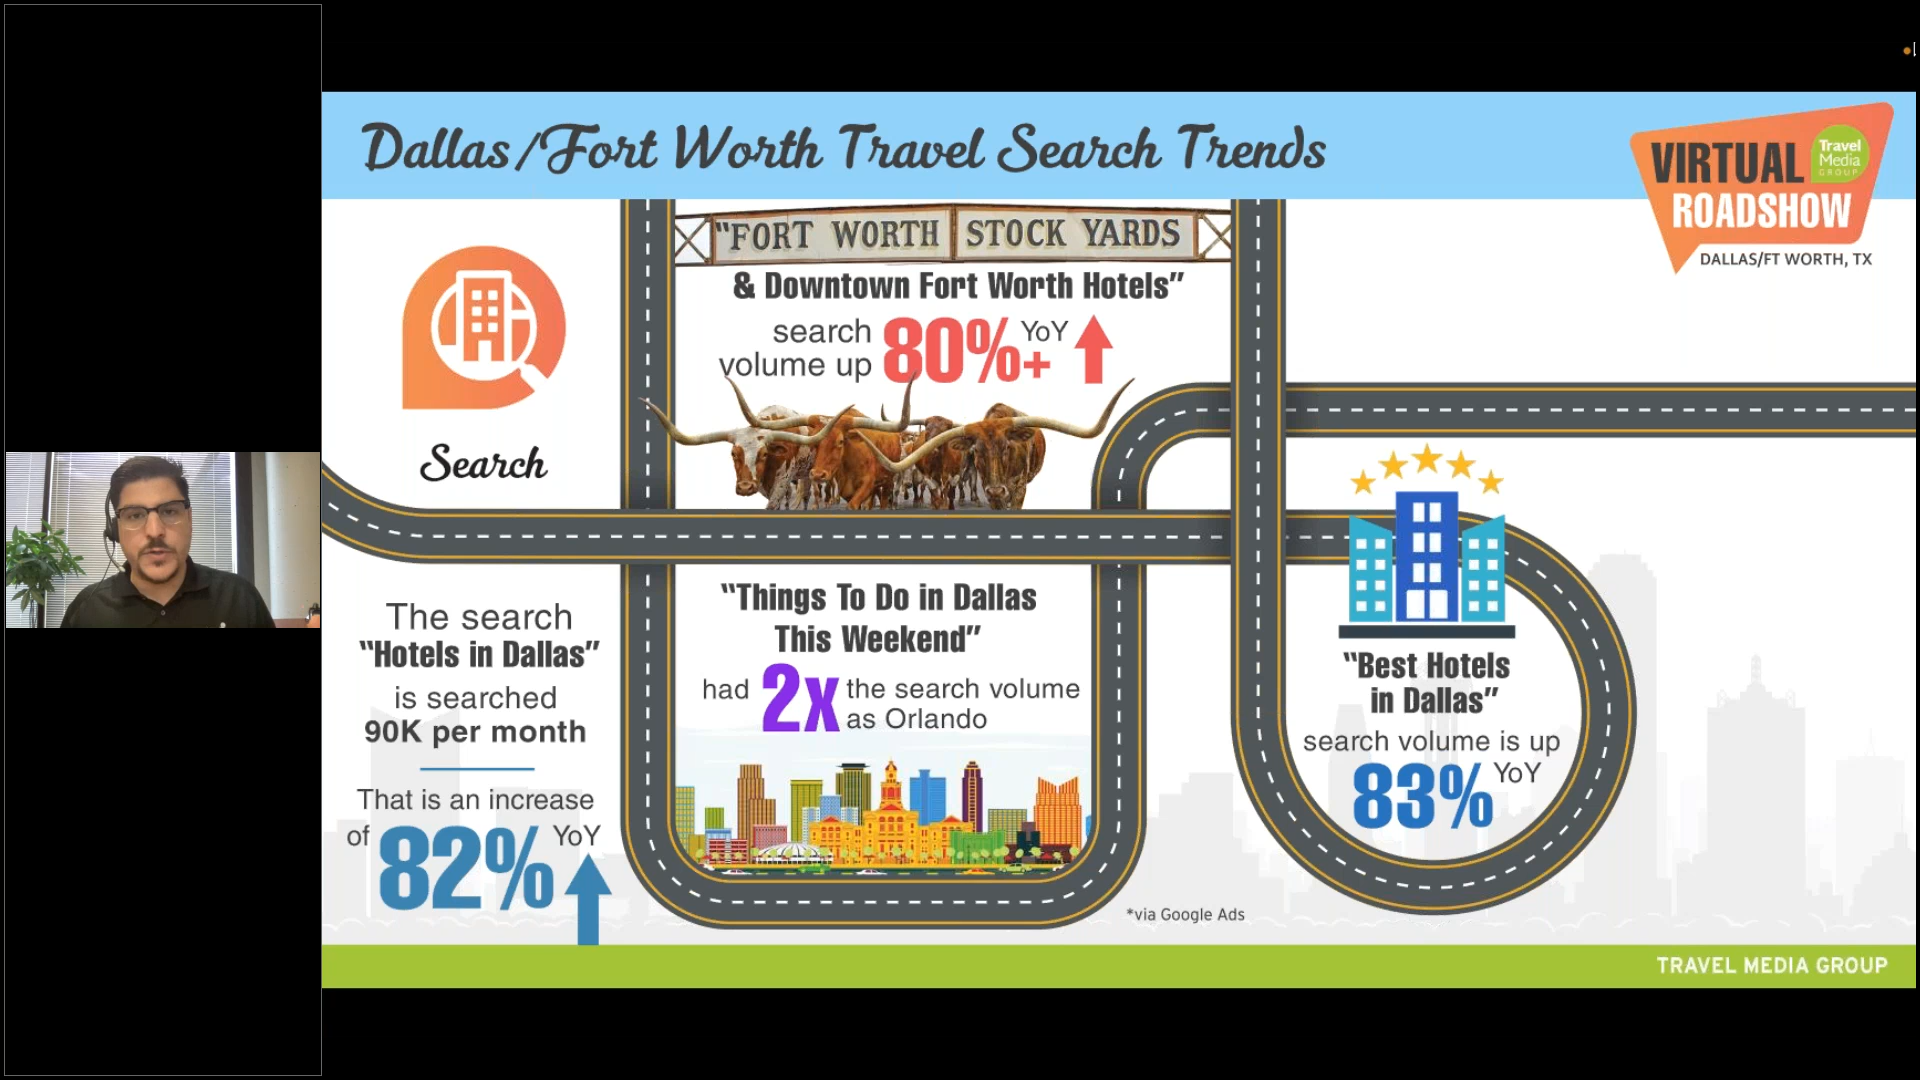 Dallas/Fort Worth Travel Search Trends
VIRTUAL
Travel
Media
GROUP
ROADSHOW
DALLAS/FT WORTH, TX
Search
The search
“Hotels in Dallas”
is searched
90K per month
That is an increase
of 82% YoY
“FORT WORTH STOCK YARDS
& Downtown Fort Worth Hotels”
search
volume up 80%+ YoY
“Things To Do in Dallas
This Weekend”
had 2x the search volume
as Orlando
“Best Hotels
in Dallas”
search volume is up
83% YoY
*via Google Ads
TRAVEL MEDIA GROUP